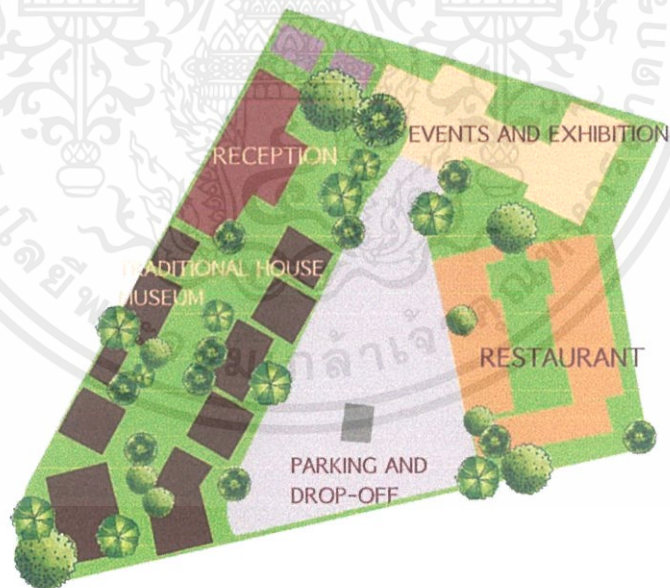 EVENTS AND EXHIBITION
RECEPTION
TRADITIONAL HOUSE
MUSEUM
RESTAURANT
PARKING AND
DROP-OFF